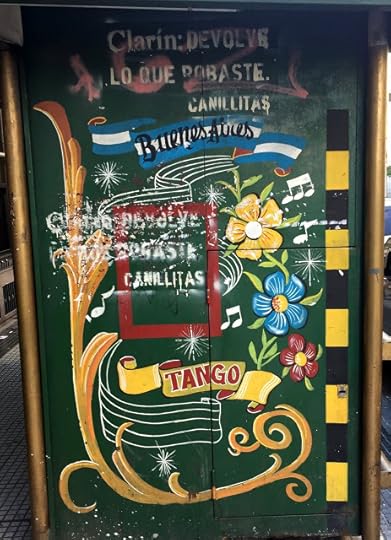 Clarín: DEVOLVE
LO QUE ROBASTE.
CANILLITAS
Buenos Aires
Clarín: DEVOLVE
LO QUE ROBASTE.
CANILLITAS
TANGO